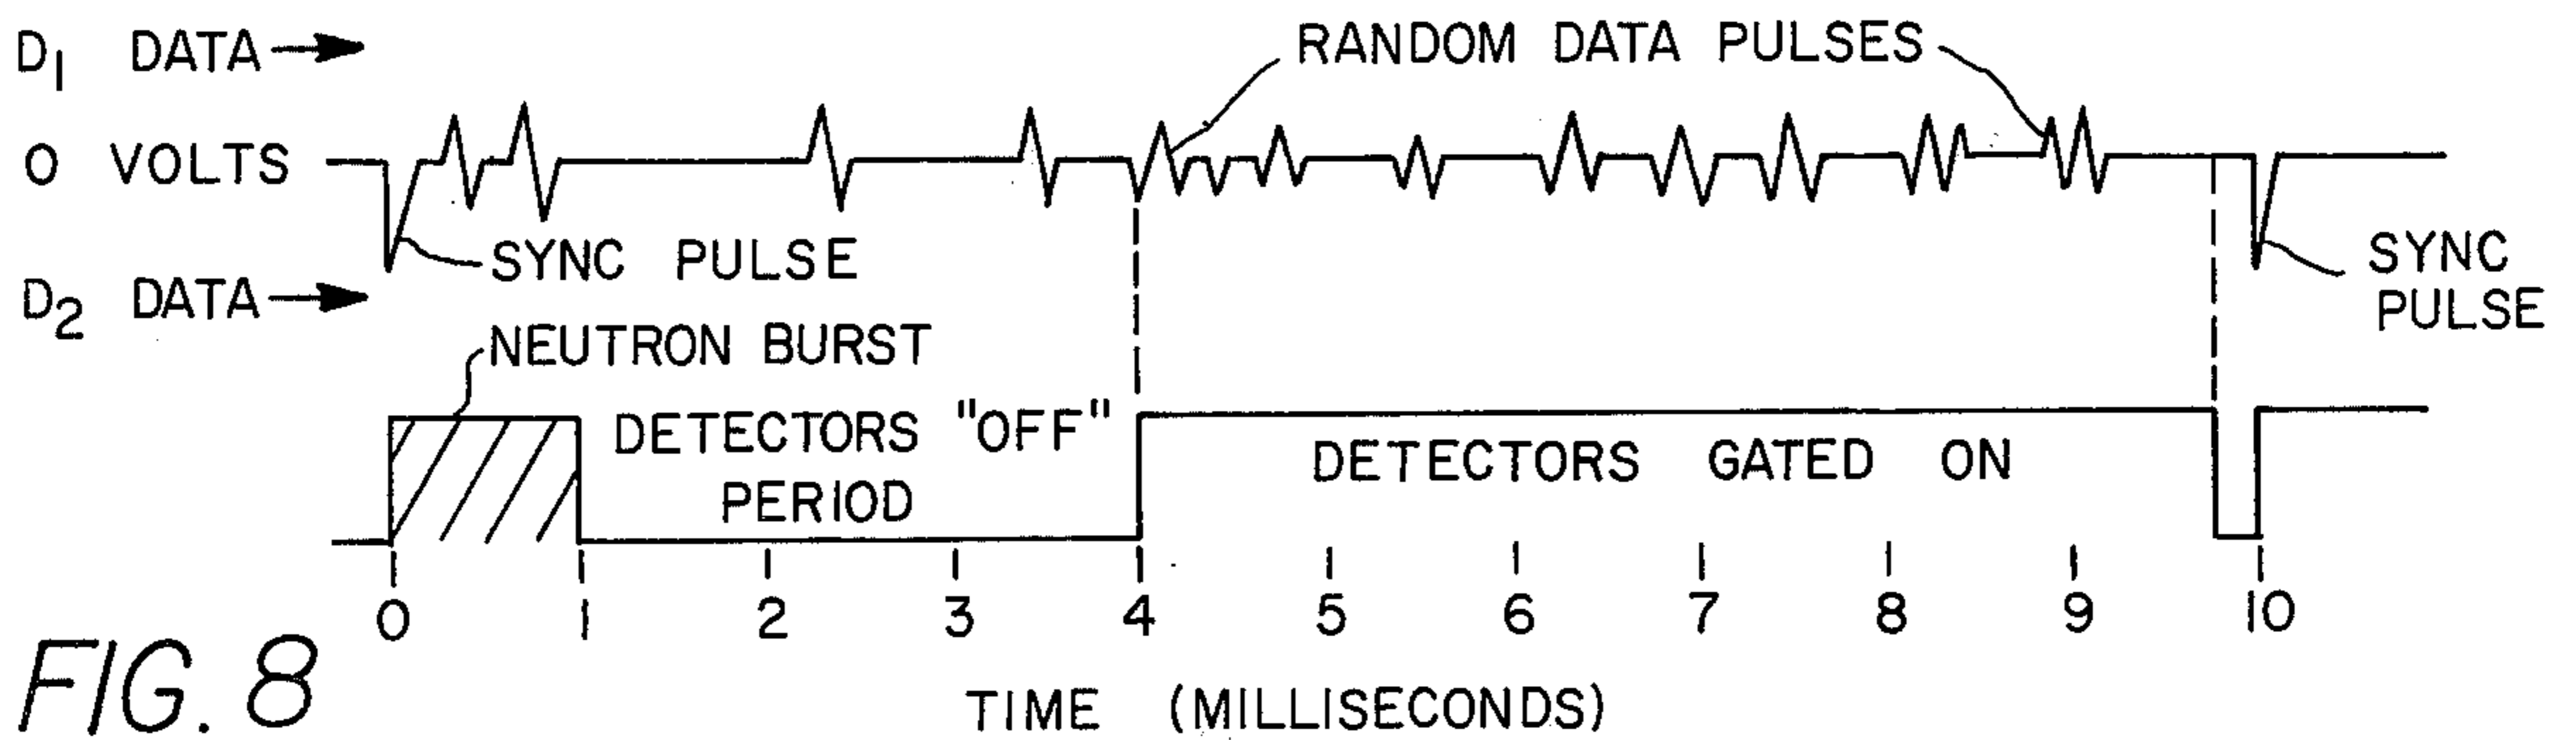 D1 DATA
RANDOM DATA PULSES
0 VOLTS
SYNC PULSE
SYNC
PULSE
D2 DATA
NEUTRON BURST
DETECTORS "OFF"
PERIOD
DETECTORS GATED ON
0 1 2 3 4 5 6 7 8 9 10
TIME (MILLISECONDS)
FIG. 8